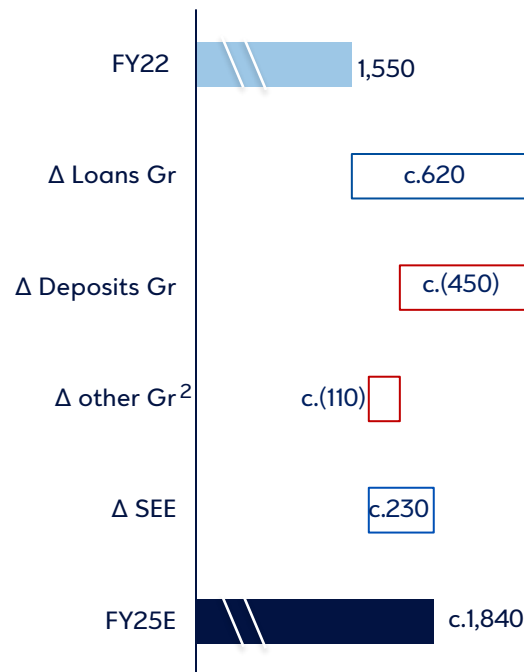 FY22 1,550
Δ Loans Gr c.620
Δ Deposits Gr c.(450)
Δ other Gr² c.(110)
Δ SEE c.230
FY25E c.1,840